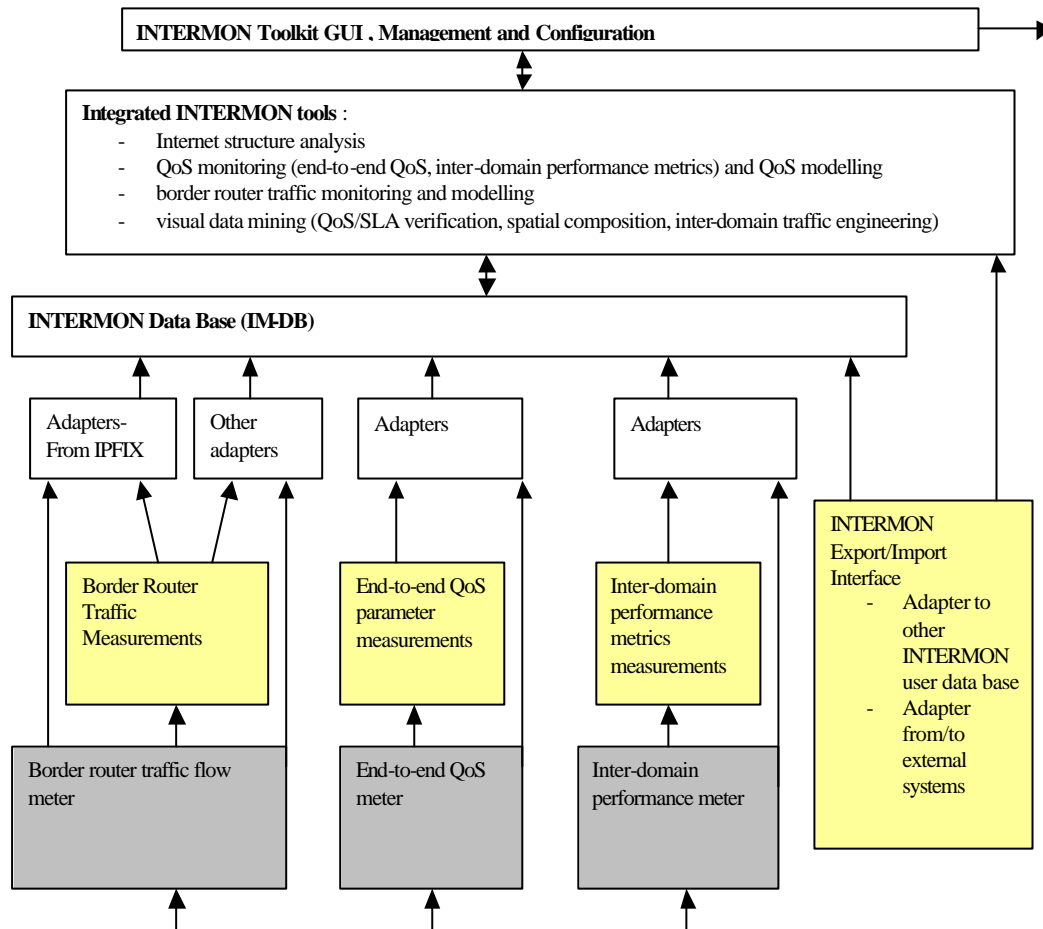 INTERMON Toolkit GUI , Management and Configuration
Integrated INTERMON tools :
- Internet structure analysis
- QoS monitoring (end-to-end QoS, inter-domain performance metrics) and QoS modelling
- border router traffic monitoring and modelling
- visual data mining (QoS/SLA verification, spatial composition, inter-domain traffic engineering)
INTERMON Data Base (IM-DB)
Adapters-
From IPFIX
Other
adapters
Adapters
Adapters
Border Router
Traffic
Measurements
End-to-end QoS
parameter
measurements
Inter-domain
performance
metrics
measurements
INTERMON
Export/Import
Interface
- Adapter to
other
INTERMON
user data base
- Adapter
from/to
external
systems
Border router traffic flow
meter
End-to-end QoS
meter
Inter-domain
performance meter